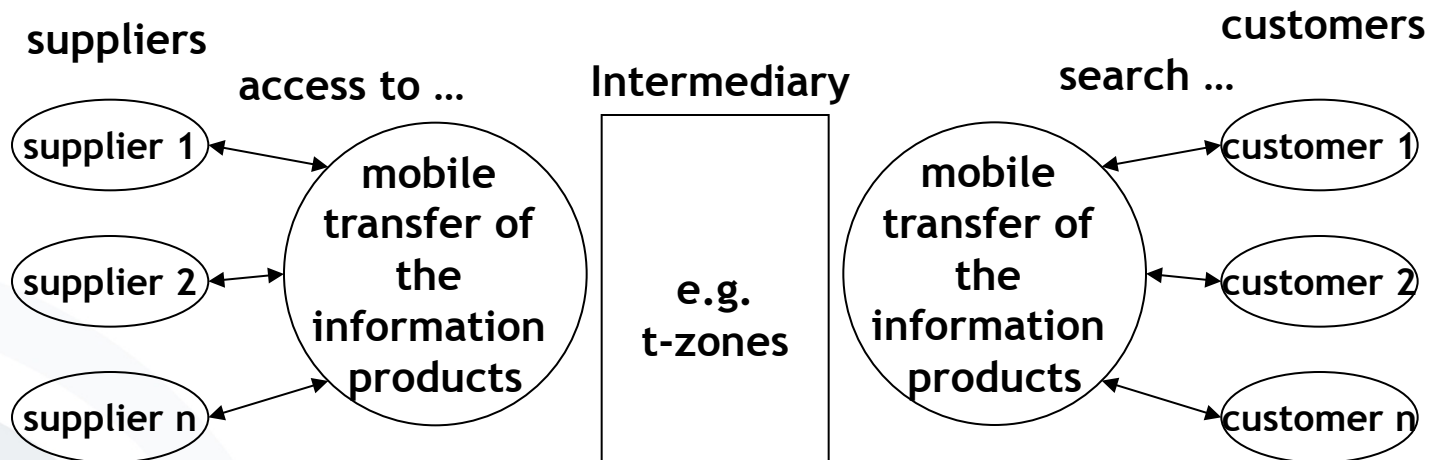 suppliers
access to ...
supplier 1
supplier 2
supplier n
mobile
transfer of
the
information
products
Intermediary
e.g.
t-zones
mobile
transfer of
the
information
products
customers
search ...
customer 1
customer 2
customer n